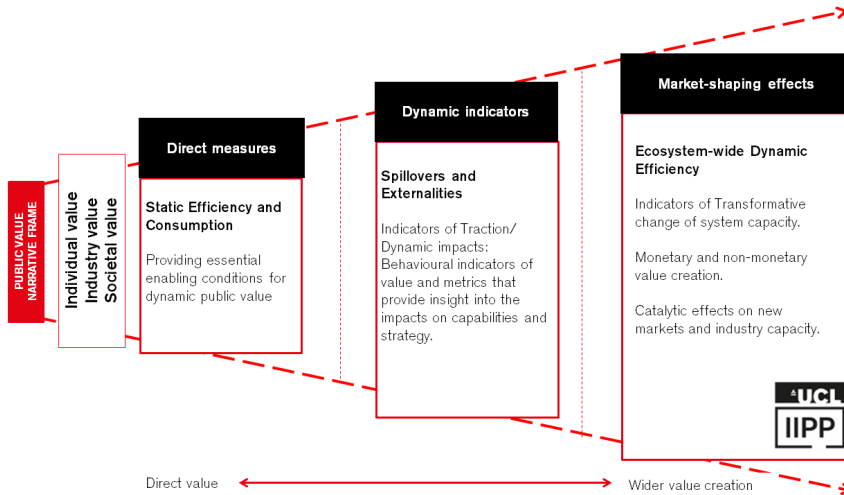 PUBLIC VALUE
NARRATIVE FRAME
Individual value
Industry value
Societal value
Direct measures
Static Efficiency and
Consumption
Providing essential
enabling conditions for
dynamic public value
Dynamic indicators
Spillovers and
Externalities
Indicators of Traction/
Dynamic impacts:
Behavioural indicators of
value and metrics that
provide insight into the
impacts on capabilities and
strategy.
Market-shaping effects
Ecosystem-wide Dynamic
Efficiency
Indicators of Transformative
change of system capacity.
Monetary and non-monetary
value creation.
Catalytic effects on new
markets and industry capacity.
UCL
IIPP
Direct value
Wider value creation